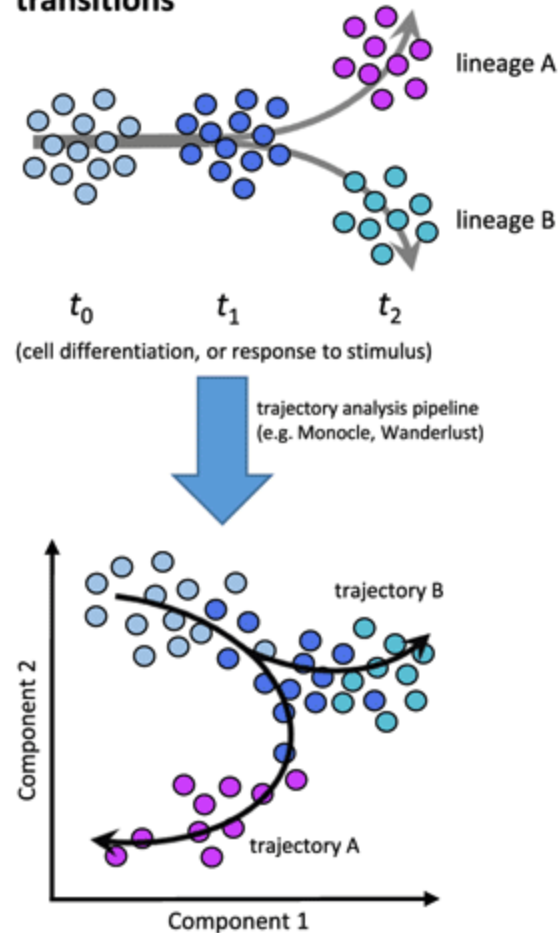 transitions
lineage A
lineage B
t0 t1 t2
(cell differentiation, or response to stimulus)
trajectory analysis pipeline
(e.g. Monocle, Wanderlust)
trajectory B
Component 2
trajectory A
Component 1